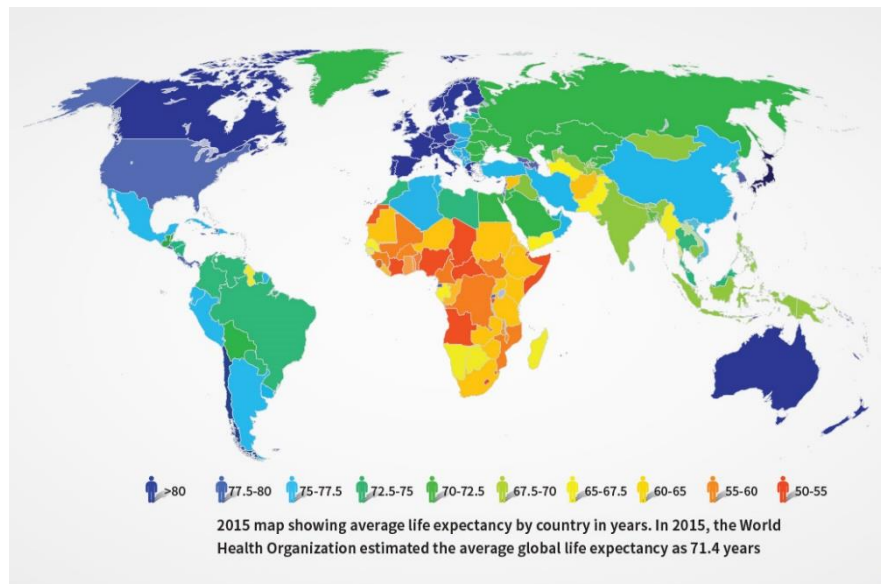 >80 77.5-80 75-77.5 72.5-75 70-72.5 67.5-70 65-67.5 60-65 55-60 50-55
2015 map showing average life expectancy by country in years. In 2015, the World
Health Organization estimated the average global life expectancy as 71.4 years